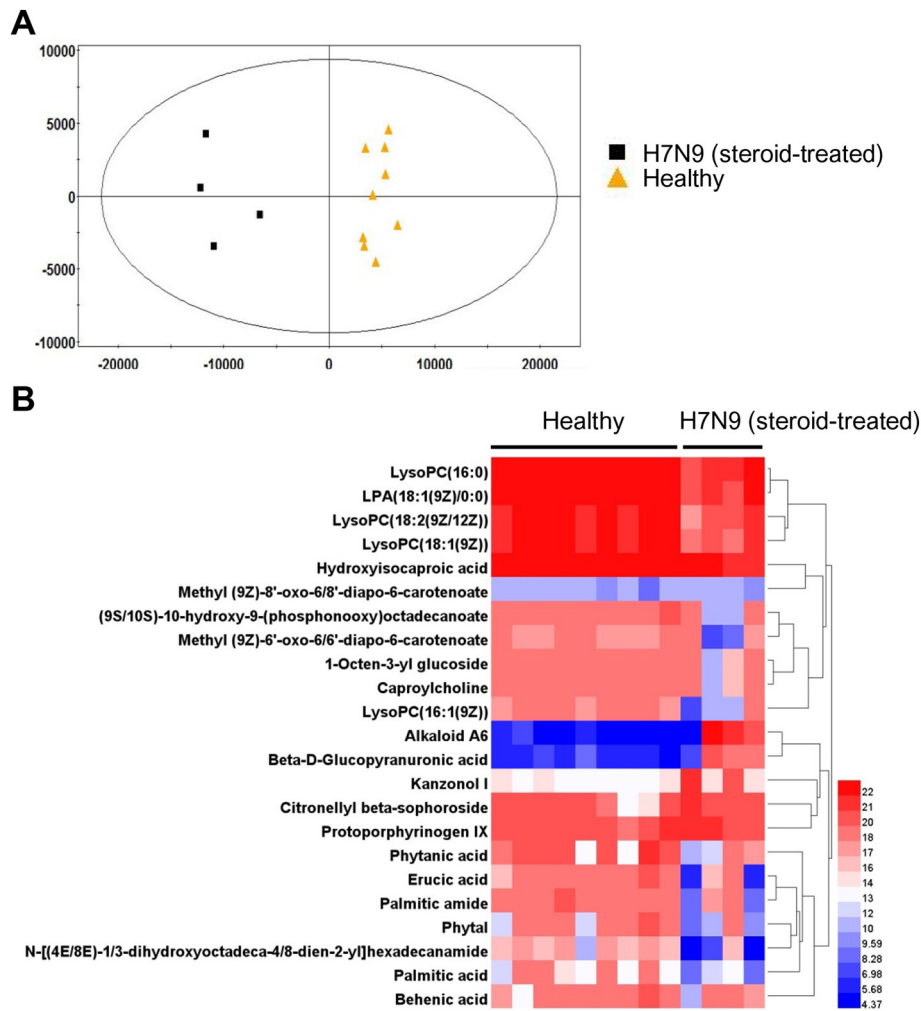 A
10000
5000
0
-5000
-10000
-20000 -10000 0 10000 20000
H7N9 (steroid-treated)
Healthy
B
Healthy H7N9 (steroid-treated)
LysoPC(16:0)
LPA(18:1(9Z)/0:0)
LysoPC(18:2(9Z/12Z))
LysoPC(18:1(9Z))
Hydroxyisocaproic acid
Methyl (9Z)-8'-oxo-6/8'-diapo-6-carotenoate
(9S/10S)-10-hydroxy-9-(phosphonooxy)octadecanoate
Methyl (9Z)-6'-oxo-6/6'-diapo-6-carotenoate
1-Octen-3-yl glucoside
Caproylcholine
LysoPC(16:1(9Z))
Alkaloid A6
Beta-D-Glucopyranuronic acid
Kanzonol I
Citronellyl beta-sophoroside
Protoporphyrinogen IX
Phytanic acid
Erucic acid
Palmitic amide
Phytal
N-[(4E/8E)-1/3-dihydroxyoctadeca-4/8-dien-2-yl]hexadecanamide
Palmitic acid
Behenic acid
22
21
20
18
17
16
14
13
12
10
9.59
8.28
6.98
5.68
4.37